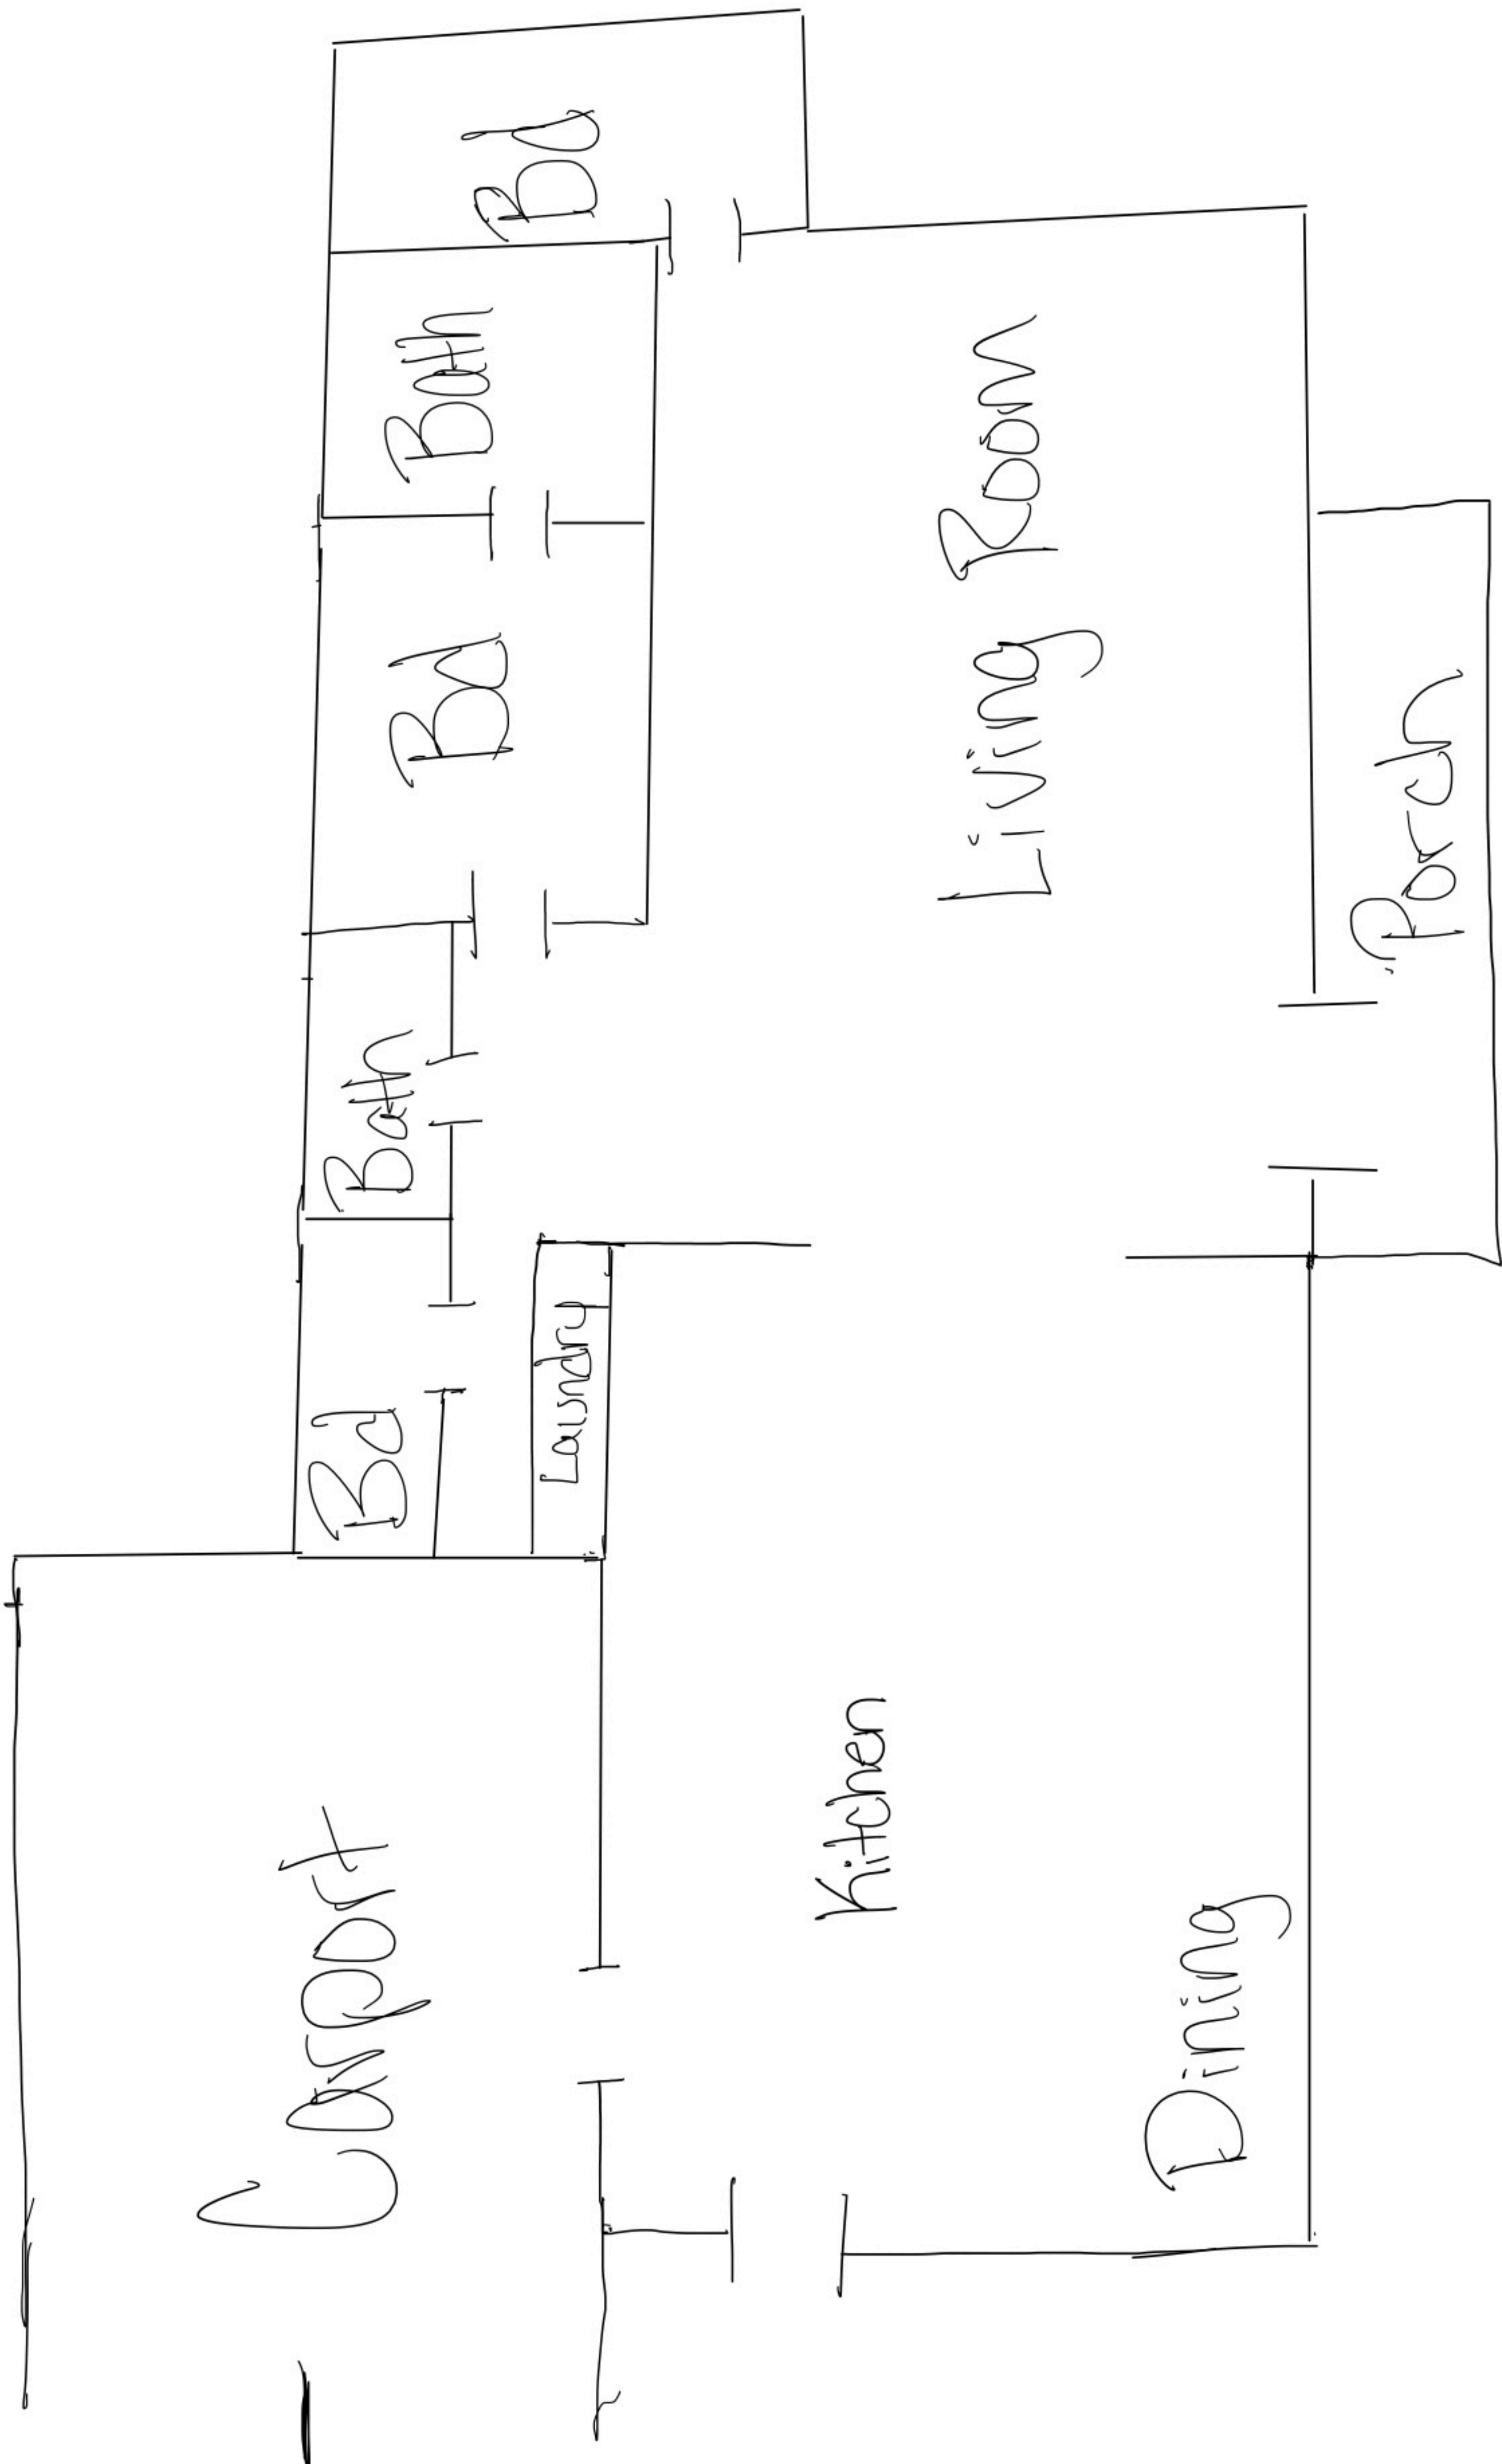 Carport
Bd
Bath
Bd
Bath
Bd
Laundry
Kitchen
Living Room
Dining
Porch